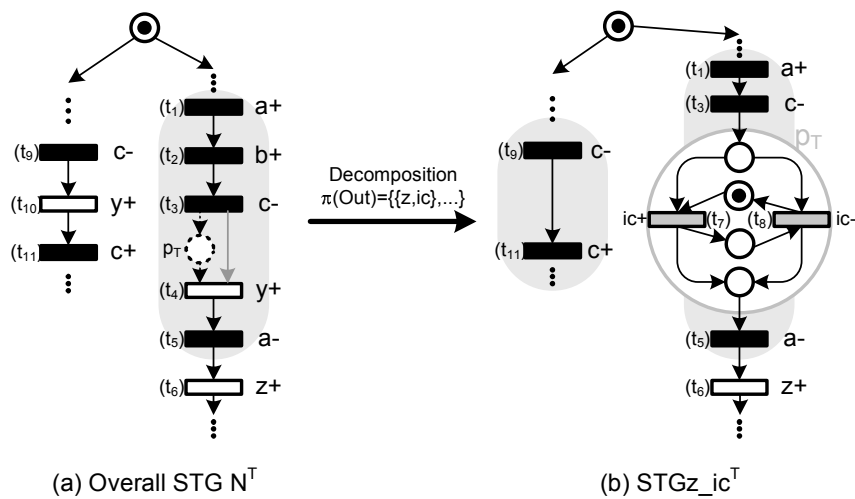 (t1) a+
(t2) b+
(t9) c-
(t3) c-
(t10) y+
pT
(t11) c+
(t4) y+
(t5) a-
(t6) z+
(a) Overall STG N^T
Decomposition
π(Out)={{z,ic},...}
(t1) a+
(t3) c-
pT
(t9) c-
ic+ (t7) (t8) ic-
(t11) c+
(t5) a-
(t6) z+
(b) STGz_ic^T